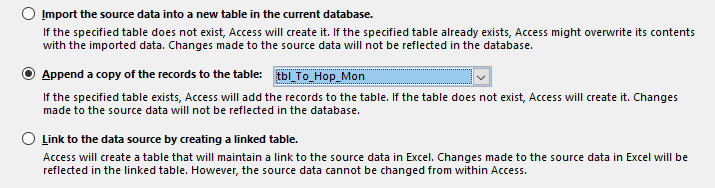 Import the source data into a new table in the current database.
If the specified table does not exist, Access will create it. If the specified table already exists, Access might overwrite its contents
with the imported data. Changes made to the source data will not be reflected in the database.
Append a copy of the records to the table: tbl_To_Hop_Mon
If the specified table exists, Access will add the records to the table. If the table does not exist, Access will create it. Changes
made to the source data will not be reflected in the database.
Link to the data source by creating a linked table.
Access will create a table that will maintain a link to the source data in Excel. Changes made to the source data in Excel will be
reflected in the linked table. However, the source data cannot be changed from within Access.